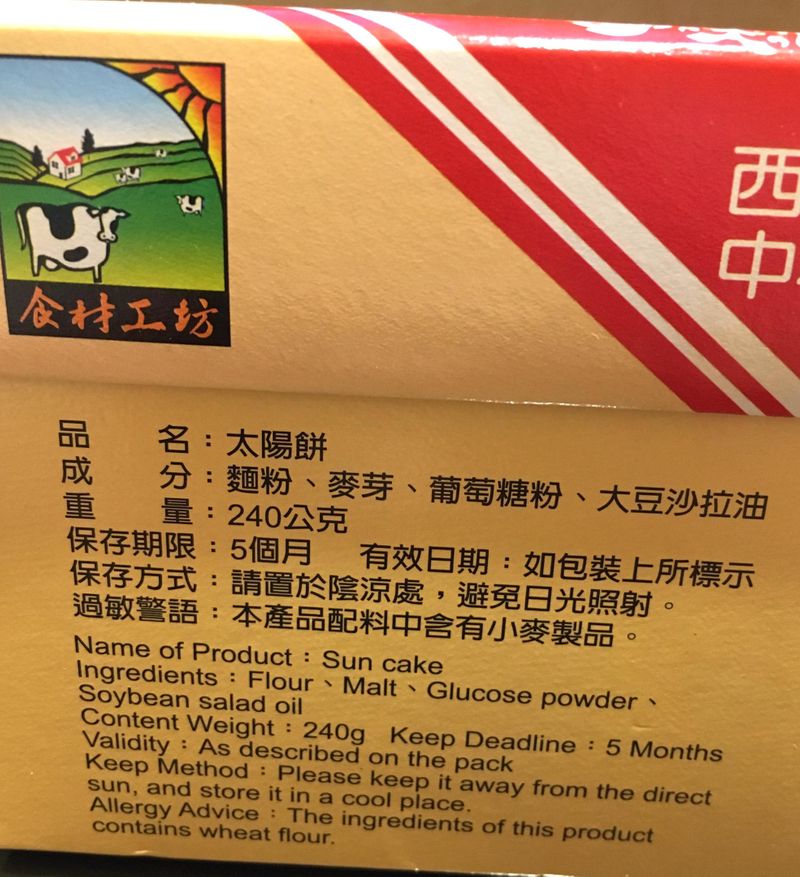 西
中
食材工坊
品 名：太陽餅
成 分：麵粉、麥芽、葡萄糖粉、大豆沙拉油
重 量：240公克
保存期限：5個月 有效日期：如包裝上所標示
保存方式：請置於陰涼處，避免日光照射。
過敏警語：本產品配料中含有小麥製品。
Name of Product：Sun cake
Ingredients：Flour、Malt、Glucose powder、
Soybean salad oil
Content Weight：240g Keep Deadline：5 Months
Validity：As described on the pack
Keep Method：Please keep it away from the direct
sun, and store it in a cool place.
Allergy Advice：The ingredients of this product
contains wheat flour.